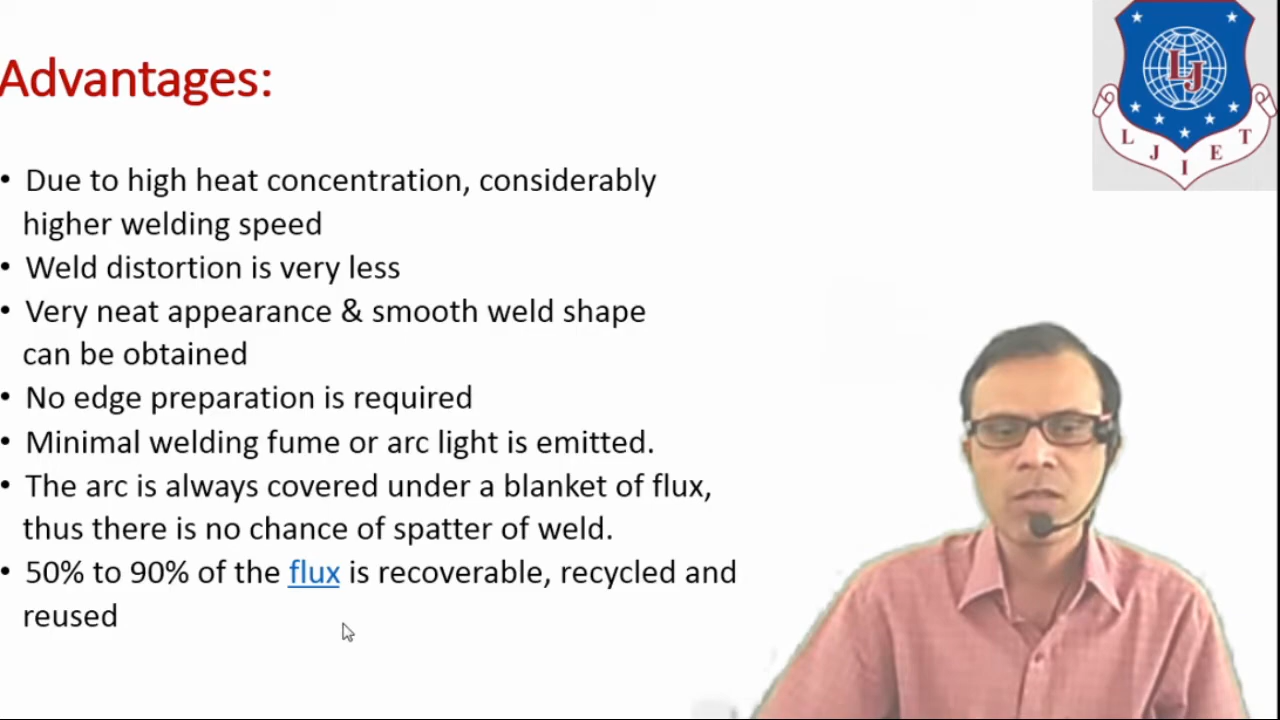 Advantages:
• Due to high heat concentration, considerably
higher welding speed
• Weld distortion is very less
• Very neat appearance & smooth weld shape
can be obtained
• No edge preparation is required
• Minimal welding fume or arc light is emitted.
• The arc is always covered under a blanket of flux,
thus there is no chance of spatter of weld.
• 50% to 90% of the flux is recoverable, recycled and
reused
LJ
L J I E T